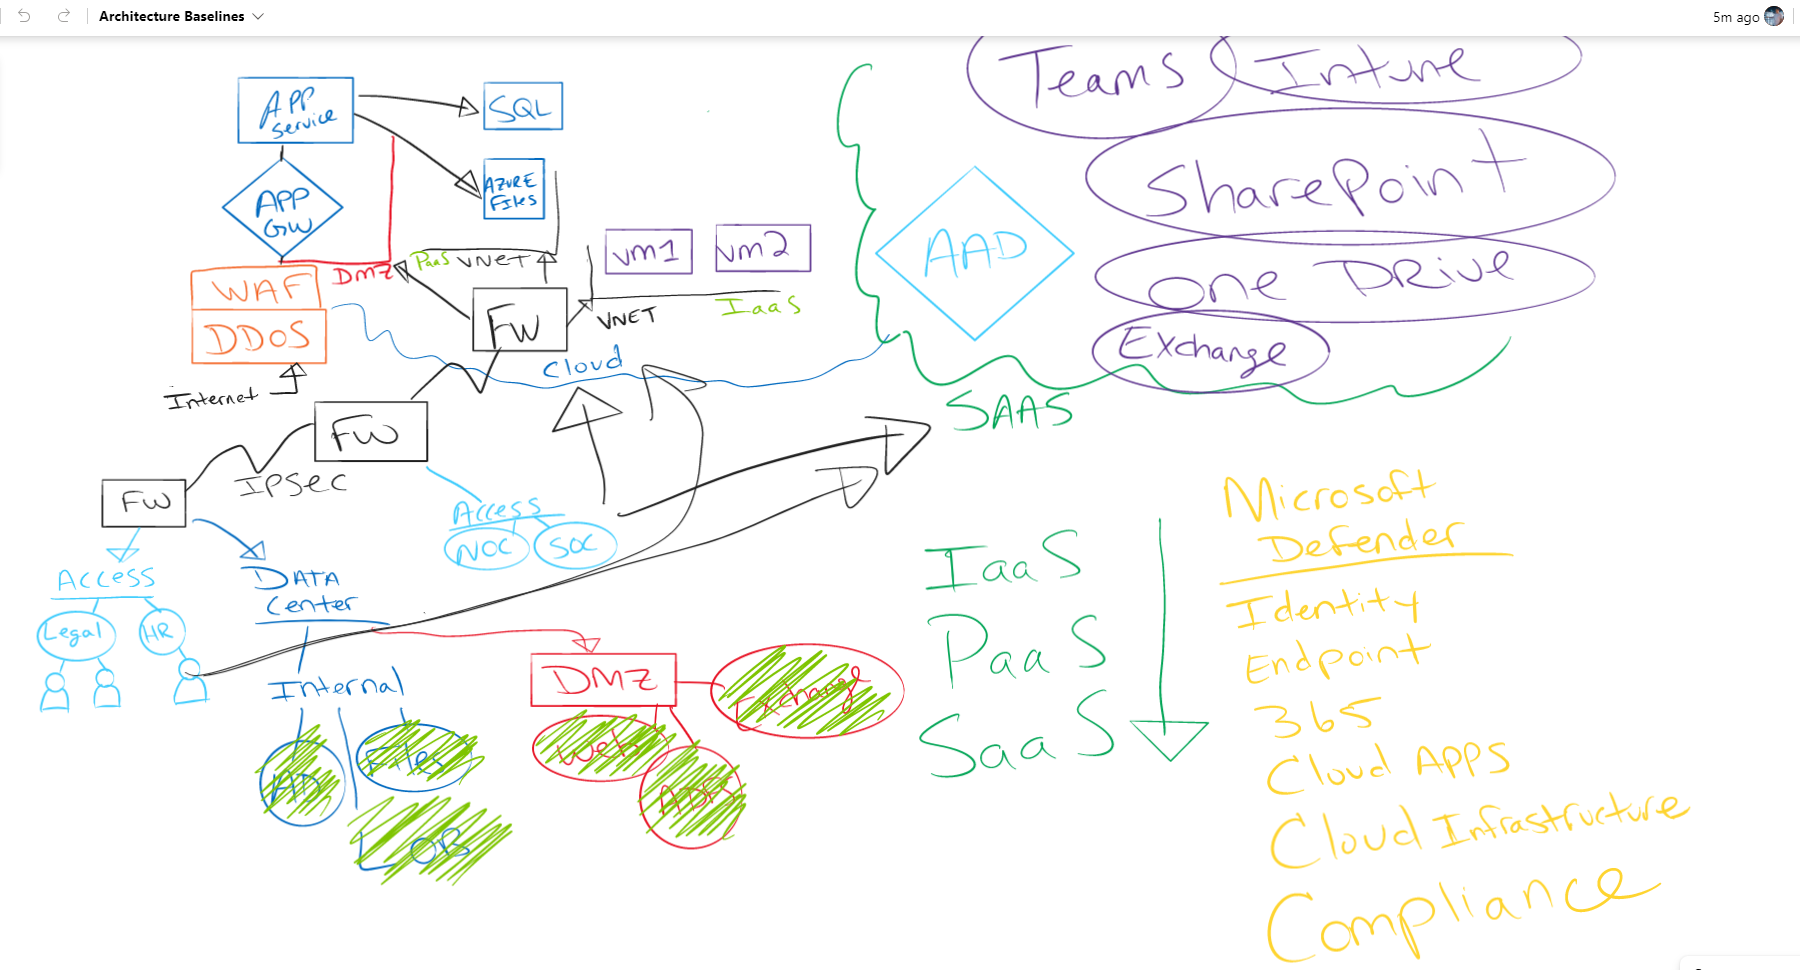 Architecture Baselines
5m ago
APP
Service
SQL
APP
GW
AZURE
Files
WAF
DDOS
Internet
DMZ
PaaS VNET
FW
VNET
vm1
vm2
IaaS
Cloud
FW
IPSEC
FW
Access
NOC
SOC
Access
Legal
HR
DATA
Center
Internal
AD
Files
LOB
DMZ
Exchange
Web
ADFS
Teams
Intune
SharePoint
AAD
One DRive
Exchange
SAAS
IaaS
PaaS
SaaS
Microsoft
Defender
Identity
Endpoint
365
Cloud APPS
Cloud Infrastructure
Compliance